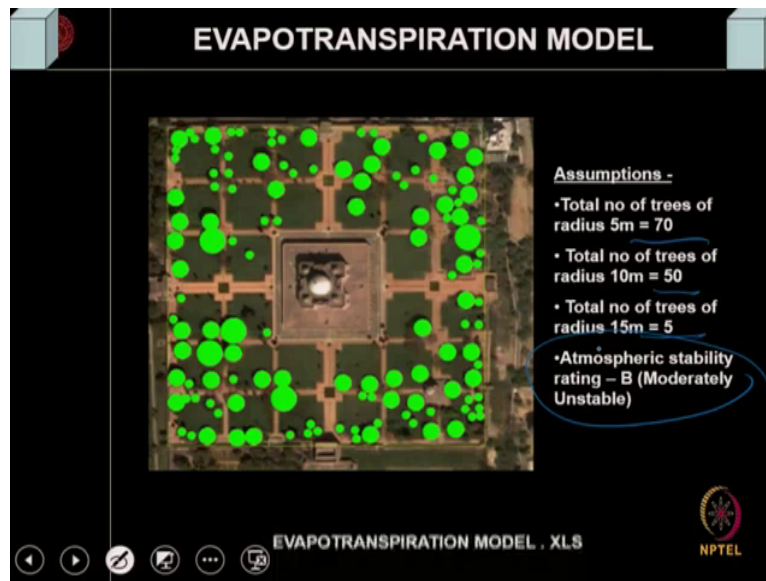 EVAPOTRANSPIRATION MODEL
Assumptions -
•Total no of trees of
radius 5m = 70
• Total no of trees of
radius 10m = 50
• Total no of trees of
radius 15m = 5
•Atmospheric stability
rating – B (Moderately
Unstable)
EVAPOTRANSPIRATION MODEL . XLS
NPTEL